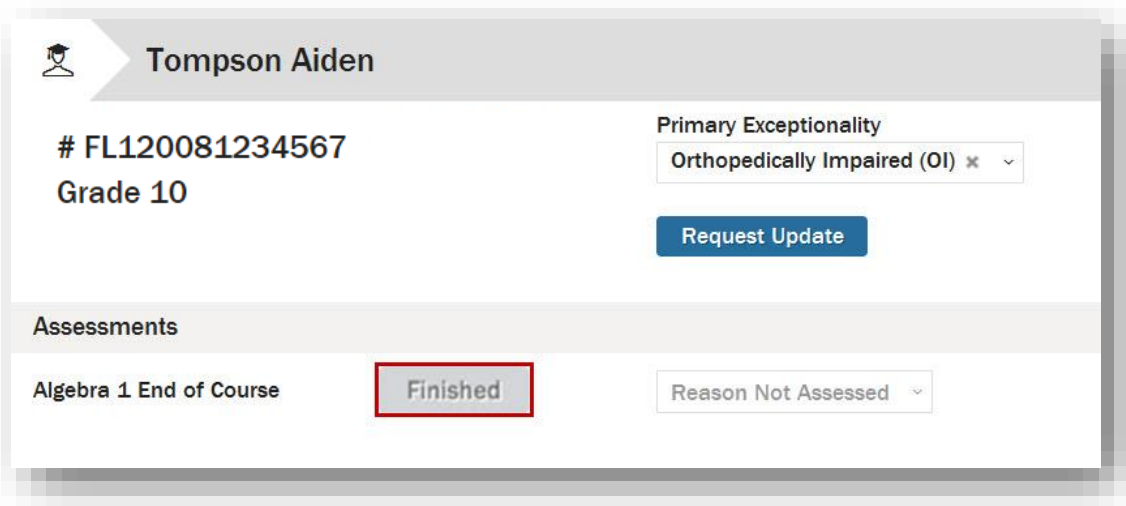 Tompson Aiden
# FL120081234567
Grade 10
Primary Exceptionality
Orthopedically Impaired (OI)
Request Update
Assessments
Algebra 1 End of Course
Finished
Reason Not Assessed